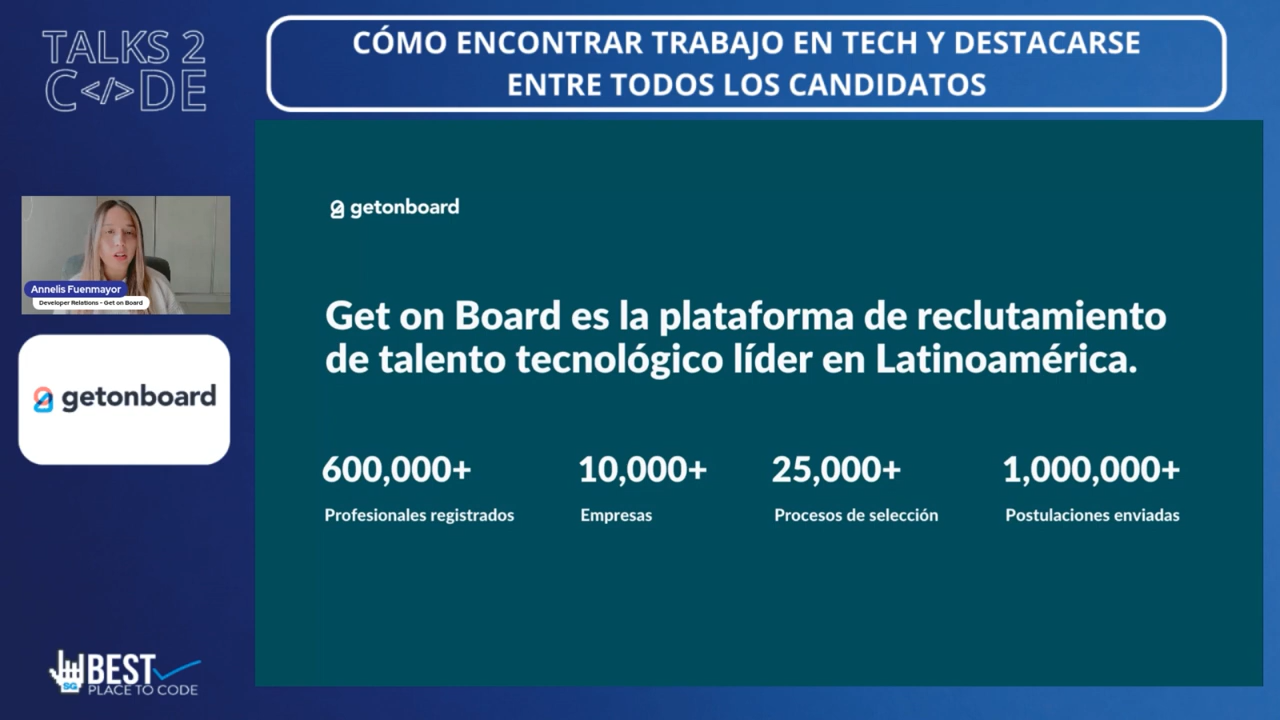 TALKS 2
C</>DE
CÓMO ENCONTRAR TRABAJO EN TECH Y DESTACARSE
ENTRE TODOS LOS CANDIDATOS
getonboard
Get on Board es la plataforma de reclutamiento
de talento tecnológico líder en Latinoamérica.
600,000+
Profesionales registrados
10,000+
Empresas
25,000+
Procesos de selección
1,000,000+
Postulaciones enviadas
Annelis Fuenmayor
Developer Relations - Get on Board
getonboard
SG
BEST
PLACE TO CODE